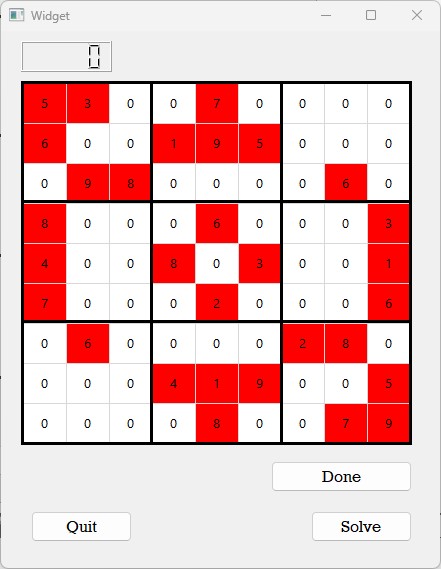 Widget
0
5 3 0 0 7 0 0 0 0
6 0 0 1 9 5 0 0 0
0 9 8 0 0 0 0 6 0
8 0 0 0 6 0 0 0 3
4 0 0 8 0 3 0 0 1
7 0 0 0 2 0 0 0 6
0 6 0 0 0 0 2 8 0
0 0 0 4 1 9 0 0 5
0 0 0 0 8 0 0 7 9
Done
Quit Solve